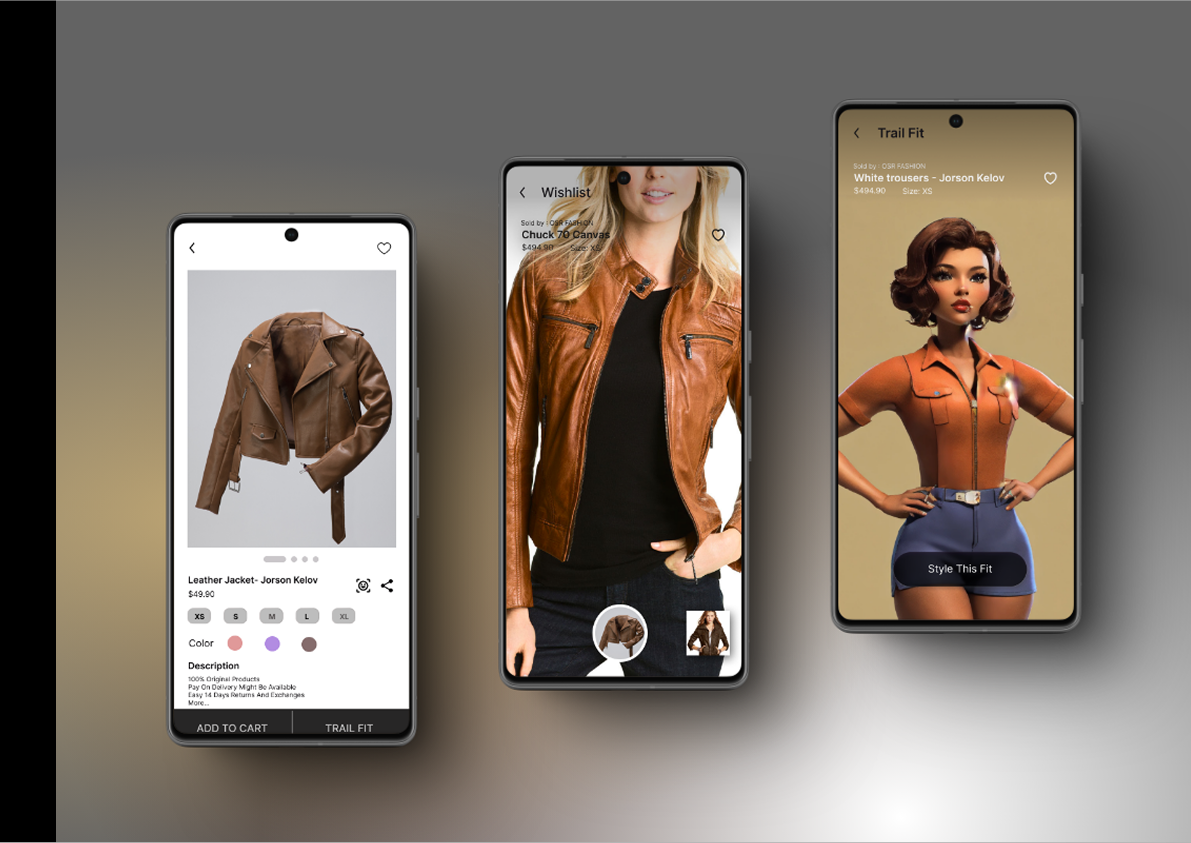 Leather Jacket- Jorson Kelov
$49.90
XS S M L XL
Color
Description
100% Original Products
Pay On Delivery Might Be Available
Easy 14 Days Returns And Exchanges
More...
ADD TO CART TRAIL FIT
Wishlist
Sold by : OSR FASHION
Chuck 70 Canvas
$494.90 Size: XS
Trail Fit
Sold by : OSR FASHION
White trousers - Jorson Kelov
$494.90 Size: XS
Style This Fit